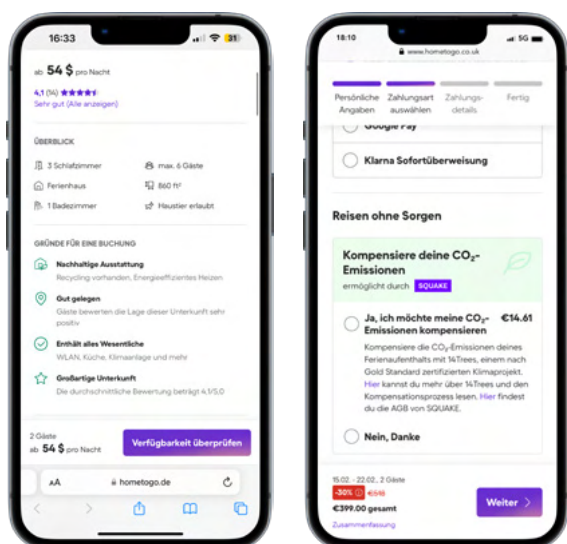 16:33
31
ab 54 $ pro Nacht
4,1 (14)
Sehr gut (Alle anzeigen)
ÜBERBLICK
3 Schlafzimmer
max. 6 Gäste
Ferienhaus
860 ft²
1 Badezimmer
Haustier erlaubt
GRÜNDE FÜR EINE BUCHUNG
Nachhaltige Ausstattung
Recycling vorhanden, Energieeffizientes Heizen
Gut gelegen
Gäste bewerten die Lage dieser Unterkunft sehr
positiv
Enthält alles Wesentliche
WLAN, Küche, Klimaanlage und mehr
Großartige Unterkunft
Die durchschnittliche Bewertung beträgt 4.1/5.0
2 Gäste
ab 54 $ pro Nacht
Verfügbarkeit überprüfen
AA
hometogo.de
18:10
5G
www.hometogo.co.uk
Persönliche
Angaben
Zahlungsart
auswählen
Zahlungs-
details
Fertig
Google Pay
Klarna Sofortüberweisung
Reisen ohne Sorgen
Kompensiere deine CO₂-
Emissionen
ermöglicht durch SQUAKE
Ja, ich möchte meine CO₂- €14.61
Emissionen kompensieren
Kompensiere die CO₂-Emissionen deines
Ferienaufenthalts mit 14Trees, einem nach
Gold Standard zertifizierten Klimaprojekt.
Hier kannst du mehr über 14Trees und den
Kompensationsprozess lesen. Hier findest
du die AGB von SQUAKE.
Nein, Danke
15.02. - 22.02., 2 Gäste
-30%
€399.00 gesamt
Zusammenfassung
Weiter